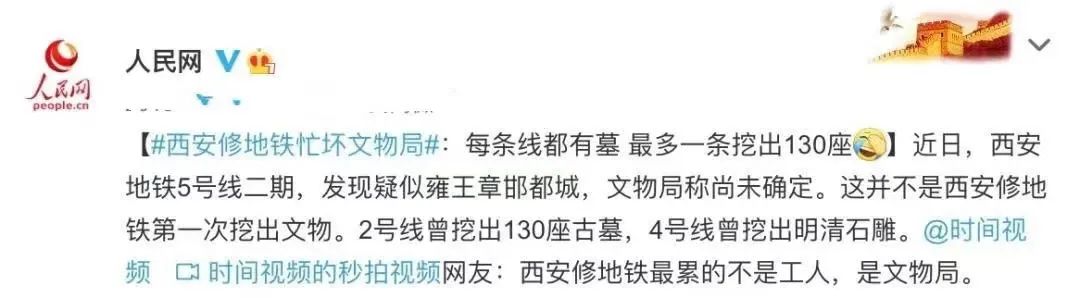 人民网
人民网
people.cn
【#西安修地铁忙坏文物局#：每条线都有墓 最多一条挖出130座】近日，西安
地铁5号线二期，发现疑似雍王章邯都城，文物局称尚未确定。这并不是西安修地
铁第一次挖出文物。2号线曾挖出130座古墓，4号线曾挖出明清石雕。@时间视
频 时间视频的秒拍视频网友：西安修地铁最累的不是工人，是文物局。